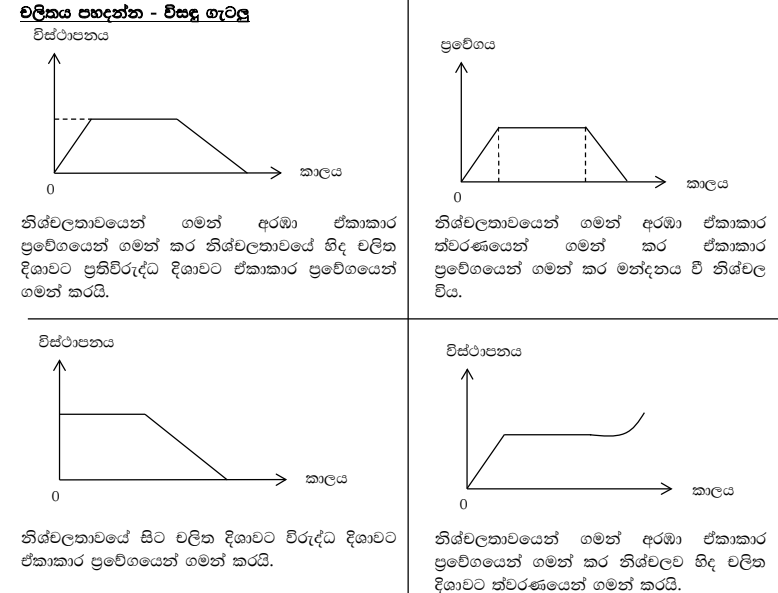 චලිතය පහදන්න - විසඳූ ගැටලු
විස්ථාපනය
කාලය
0
නිශ්චලතාවයෙන් ගමන් අරඹා ඒකාකාර
ප්‍රවේගයෙන් ගමන් කර නිශ්චලතාවයේ හිද චලිත
දිශාවට ප්‍රතිවිරුද්ධ දිශාවට ඒකාකාර ප්‍රවේගයෙන්
ගමන් කරයි.
ප්‍රවේගය
කාලය
0
නිශ්චලතාවයෙන් ගමන් අරඹා ඒකාකාර
ත්වරණයෙන් ගමන් කර ඒකාකාර
ප්‍රවේගයෙන් ගමන් කර මන්දනය වී නිශ්චල
විය.
විස්ථාපනය
කාලය
0
නිශ්චලතාවයේ සිට චලිත දිශාවට විරුද්ධ දිශාවට
ඒකාකාර ප්‍රවේගයෙන් ගමන් කරයි.
විස්ථාපනය
කාලය
0
නිශ්චලතාවයෙන් ගමන් අරඹා ඒකාකාර
ප්‍රවේගයෙන් ගමන් කර නිශ්චලව හිද චලිත
දිශාවට ත්වරණයෙන් ගමන් කරයි.